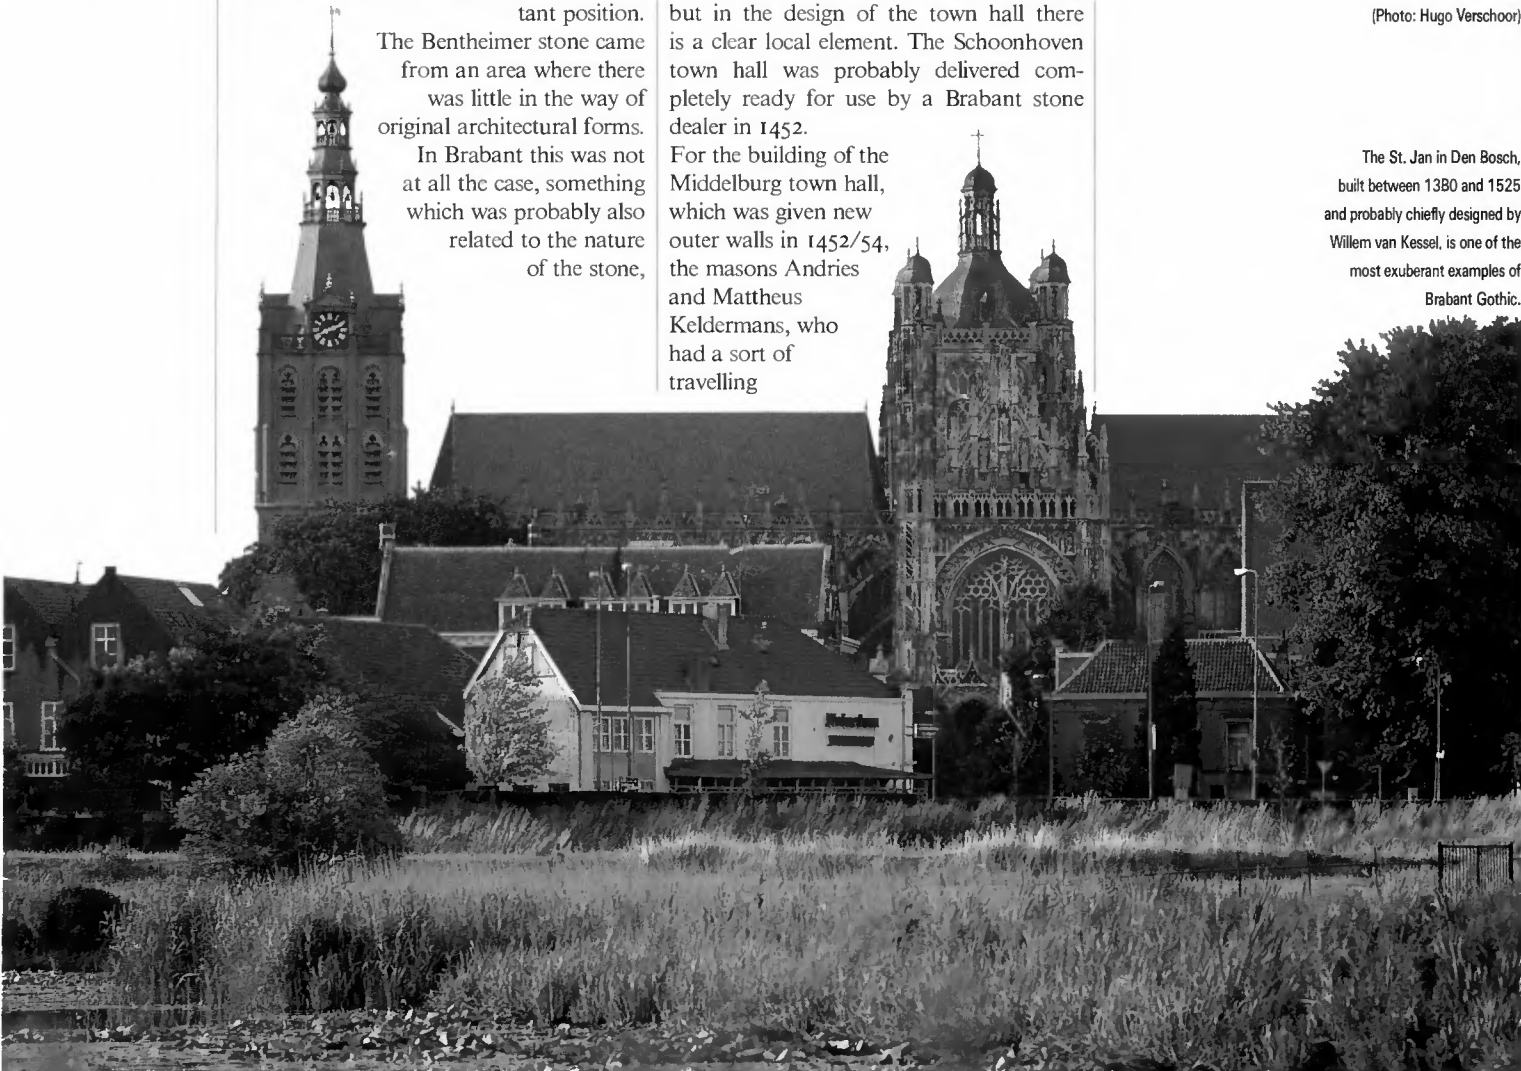 tant position.
The Bentheimer stone came
from an area where there
was little in the way of
original architectural forms.
In Brabant this was not
at all the case, something
which was probably also
related to the nature
of the stone,
but in the design of the town hall there
is a clear local element. The Schoonhoven
town hall was probably delivered com-
pletely ready for use by a Brabant stone
dealer in 1452.
For the building of the
Middelburg town hall,
which was given new
outer walls in 1452/54,
the masons Andries
and Mattheus
Keldermans, who
had a sort of
travelling
(Photo: Hugo Verschoor)
The St. Jan in Den Bosch,
built between 13B0 and 1525
and probably chiefly designed by
Willem van Kessel, is one of the
most exuberant examples of
Brabant Gothic.